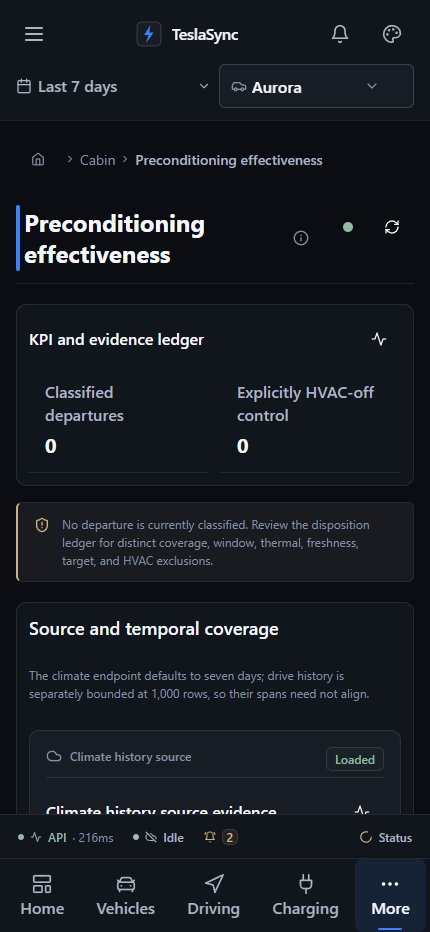 TeslaSync
Last 7 days
Aurora
Cabin
Preconditioning effectiveness
Preconditioning
effectiveness
KPI and evidence ledger
Classified
departures
0
Explicitly HVAC-off
control
0
No departure is currently classified. Review the disposition
ledger for distinct coverage, window, thermal, freshness,
target, and HVAC exclusions.
Source and temporal coverage
The climate endpoint defaults to seven days; drive history is
separately bounded at 1,000 rows, so their spans need not align.
Climate history source
Loaded
Climate history source evidence
API · 216ms
Idle
2
Status
Home
Vehicles
Driving
Charging
More